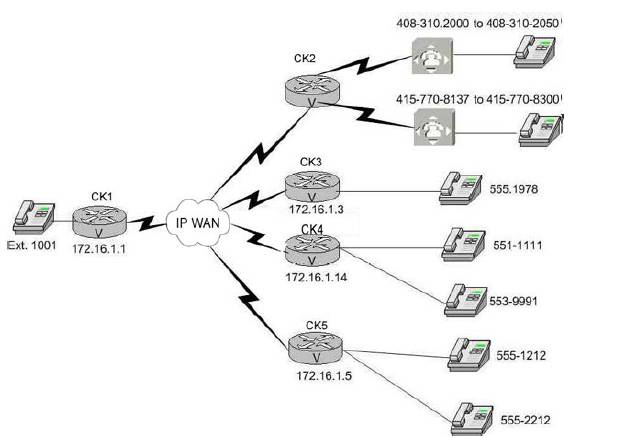 408-310.2000 to 408-310-2050
CK2
V
415-770-8137 to 415-770-8300
CK3
V
172.16.1.3
555.1978
CK1
V
172.16.1.1
Ext. 1001
IP WAN
CK4
V
172.16.1.14
551-1111
553-9991
CK5
V
172.16.1.5
555-1212
555-2212